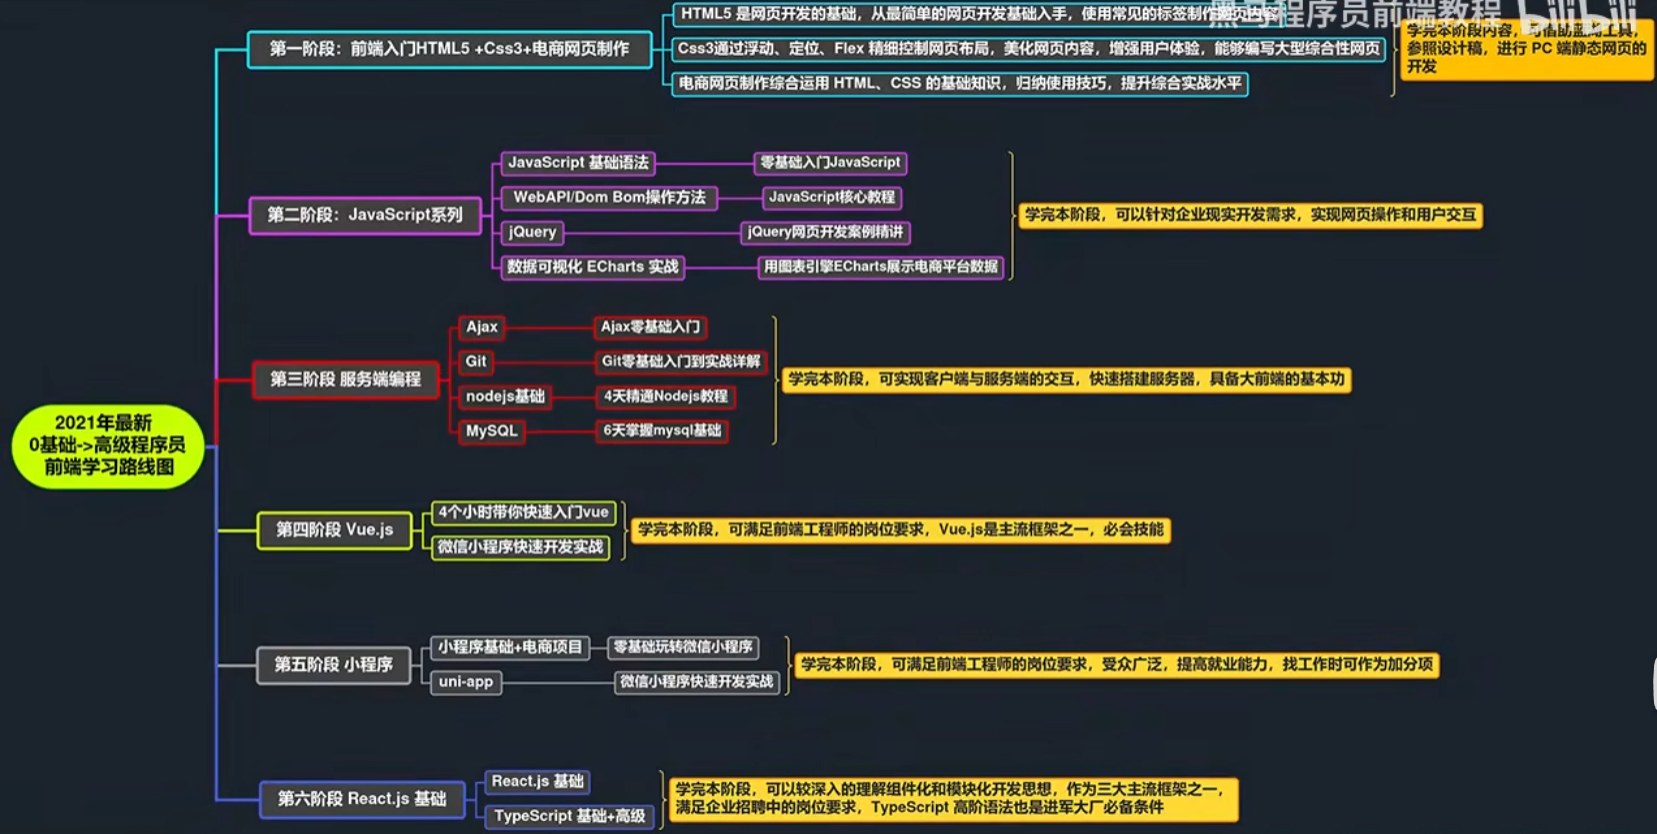 黑马程序员前端教程 bilibili
2021年最新
0基础->高级程序员
前端学习路线图
第一阶段：前端入门HTML5 +Css3+电商网页制作
HTML5 是网页开发的基础，从最简单的网页开发基础入手，使用常见的标签制作网页内容
Css3通过浮动、定位、Flex 精细控制网页布局，美化网页内容，增强用户体验，能够编写大型综合性网页
电商网页制作综合运用 HTML、CSS 的基础知识，归纳使用技巧，提升综合实战水平
学完本阶段内容，可借助蓝湖工具，
参照设计稿，进行 PC 端静态网页的
开发
第二阶段：JavaScript系列
JavaScript 基础语法
零基础入门JavaScript
WebAPI/Dom Bom操作方法
JavaScript核心教程
jQuery
jQuery网页开发案例精讲
数据可视化 ECharts 实战
用图表引擎ECharts展示电商平台数据
学完本阶段，可以针对企业现实开发需求，实现网页操作和用户交互
第三阶段 服务端编程
Ajax
Ajax零基础入门
Git
Git零基础入门到实战详解
nodejs基础
4天精通Nodejs教程
MySQL
6天掌握mysql基础
学完本阶段，可实现客户端与服务端的交互，快速搭建服务器，具备大前端的基本功
第四阶段 Vue.js
4个小时带你快速入门vue
微信小程序快速开发实战
学完本阶段，可满足前端工程师的岗位要求，Vue.js是主流框架之一，必会技能
第五阶段 小程序
小程序基础+电商项目
零基础玩转微信小程序
uni-app
微信小程序快速开发实战
学完本阶段，可满足前端工程师的岗位要求，受众广泛，提高就业能力，找工作时可作为加分项
第六阶段 React.js 基础
React.js 基础
TypeScript 基础+高级
学完本阶段，可以较深入的理解组件化和模块化开发思想，作为三大主流框架之一，
满足企业招聘中的岗位要求，TypeScript 高阶语法也是进军大厂必备条件